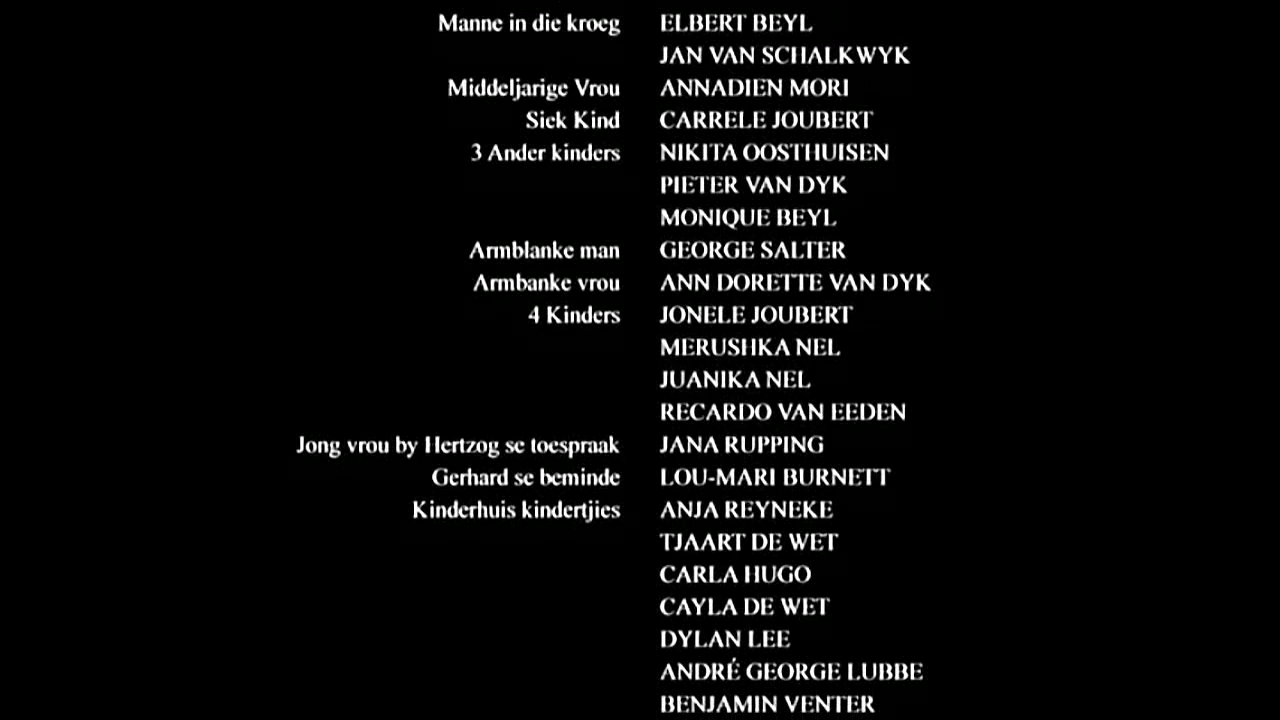 Manne in die kroeg ELBERT BEYL
JAN VAN SCHALKWYK
Middeljarige Vrou ANNADIEN MORI
Siek Kind CARRELE JOUBERT
3 Ander kinders NIKITA OOSTHUISEN
PIETER VAN DYK
MONIQUE BEYL
Armblanke man GEORGE SALTER
Armbanke vrou ANN DORETTE VAN DYK
4 Kinders JONELE JOUBERT
MERUSHKA NEL
JUANIKA NEL
RECARDO VAN EEDEN
Jong vrou by Hertzog se toespraak JANA RUPPING
Gerhard se beminde LOU-MARI BURNETT
Kinderhuis kindertjies ANJA REYNEKE
TJAART DE WET
CARLA HUGO
CAYLA DE WET
DYLAN LEE
ANDRÉ GEORGE LUBBE
BENJAMIN VENTER